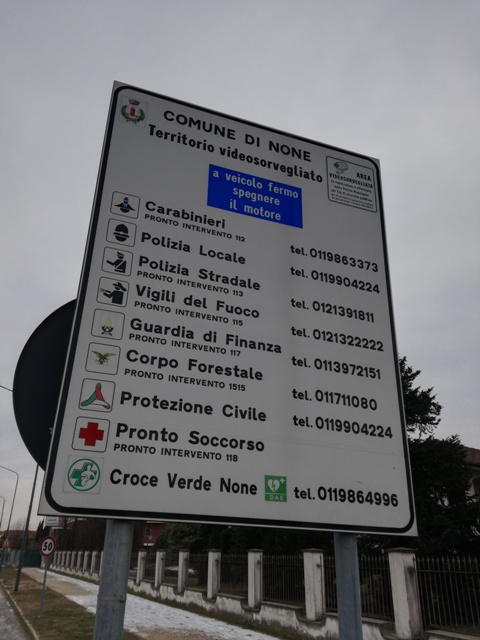 COMUNE DI NONE
Territorio videosorvegliato
AREA
VIDEOSORVEGLIATA
a veicolo fermo
spegnere
il motore
Carabinieri tel. 0119863373
PRONTO INTERVENTO 112
Polizia Locale tel. 0119904224
Polizia Stradale tel. 0121391811
PRONTO INTERVENTO 113
Vigili del Fuoco tel. 0121322222
PRONTO INTERVENTO 115
Guardia di Finanza tel. 0113972151
PRONTO INTERVENTO 117
Corpo Forestale tel. 011711080
PRONTO INTERVENTO 1515
Protezione Civile tel. 0119904224
Pronto Soccorso
PRONTO INTERVENTO 118
Croce Verde None DAE tel. 0119864996
50